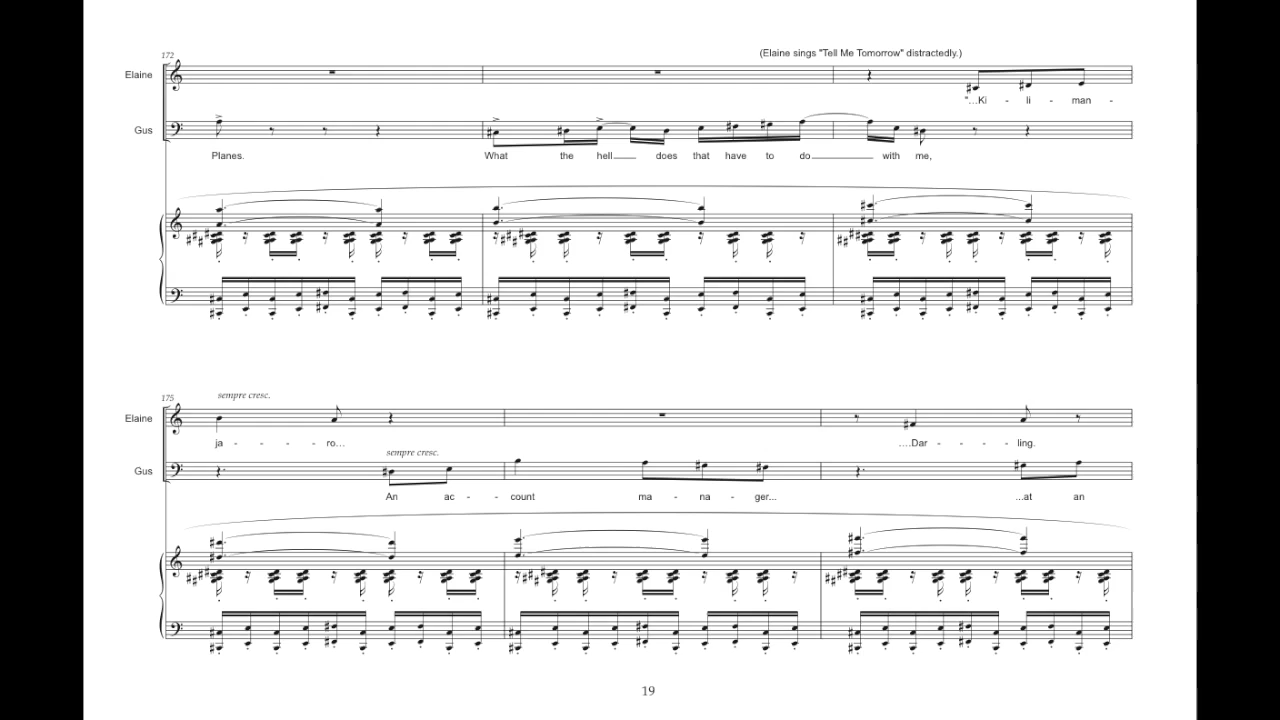 172
(Elaine sings "Tell Me Tomorrow" distractedly.)
Elaine
"...Ki - li - man -
Gus
Planes. What the hell____ does that have to do____ with me,
175
sempre cresc.
Elaine
ja - - - - ro... ....Dar - - - ling.
sempre cresc.
Gus
An ac - - count ma - na - ger... ...at an
19